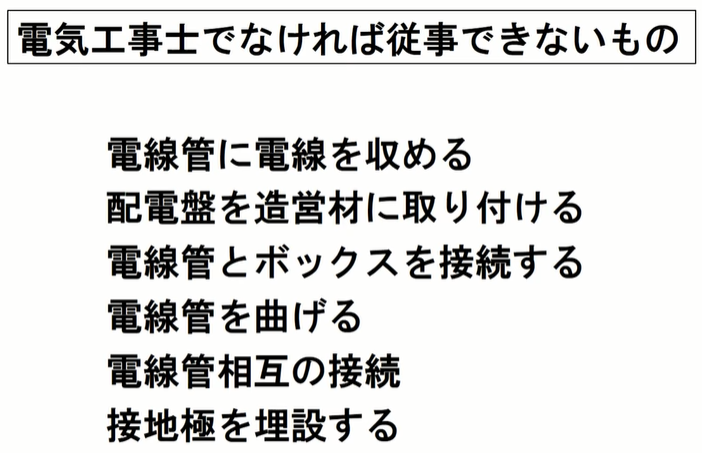 電気工事士でなければ従事できないもの
電線管に電線を収める
配電盤を造営材に取り付ける
電線管とボックスを接続する
電線管を曲げる
電線管相互の接続
接地極を埋設する